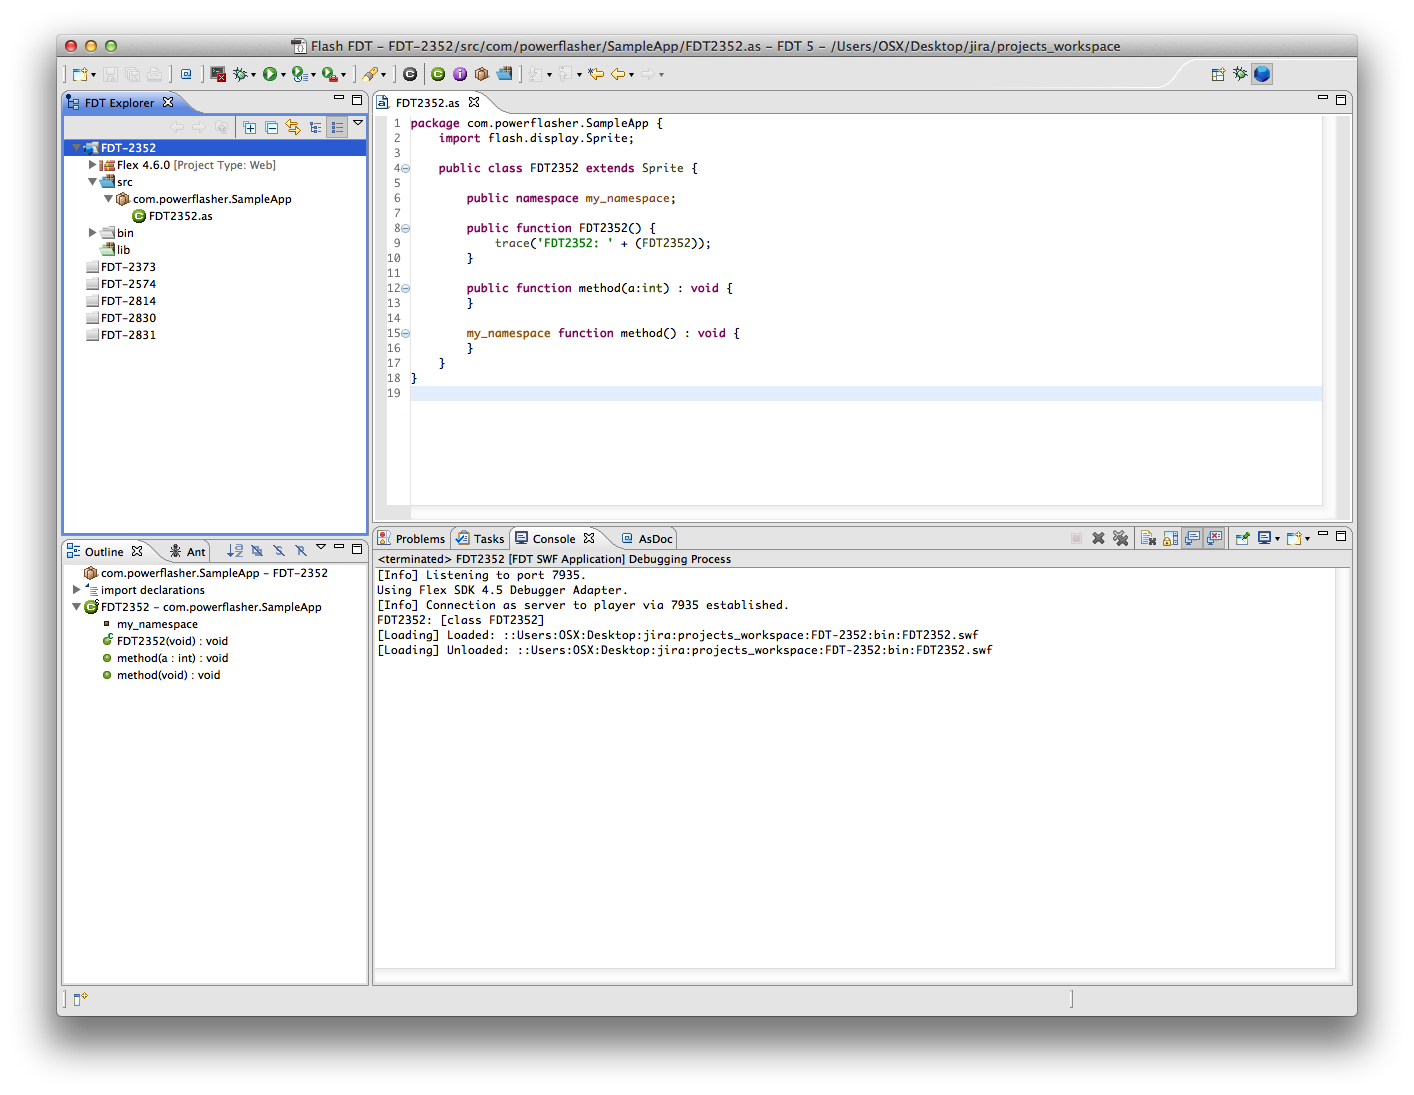 Flash FDT – FDT-2352/src/com/powerflasher/SampleApp/FDT2352.as – FDT 5 – /Users/OSX/Desktop/jira/projects_workspace
FDT Explorer
FDT-2352
Flex 4.6.0 [Project Type: Web]
src
com.powerflasher.SampleApp
FDT2352.as
bin
lib
FDT-2373
FDT-2574
FDT-2814
FDT-2830
FDT-2831
FDT2352.as
1 package com.powerflasher.SampleApp {
2 import flash.display.Sprite;
3
4 public class FDT2352 extends Sprite {
5
6 public namespace my_namespace;
7
8 public function FDT2352() {
9 trace('FDT2352: ' + (FDT2352));
10 }
11
12 public function method(a:int) : void {
13 }
14
15 my_namespace function method() : void {
16 }
17 }
18 }
19
Outline Ant
com.powerflasher.SampleApp – FDT-2352
import declarations
FDT2352 – com.powerflasher.SampleApp
my_namespace
FDT2352(void) : void
method(a : int) : void
method(void) : void
Problems Tasks Console AsDoc
<terminated> FDT2352 [FDT SWF Application] Debugging Process
[Info] Listening to port 7935.
Using Flex SDK 4.5 Debugger Adapter.
[Info] Connection as server to player via 7935 established.
FDT2352: [class FDT2352]
[Loading] Loaded: ::Users:OSX:Desktop:jira:projects_workspace:FDT-2352:bin:FDT2352.swf
[Loading] Unloaded: ::Users:OSX:Desktop:jira:projects_workspace:FDT-2352:bin:FDT2352.swf